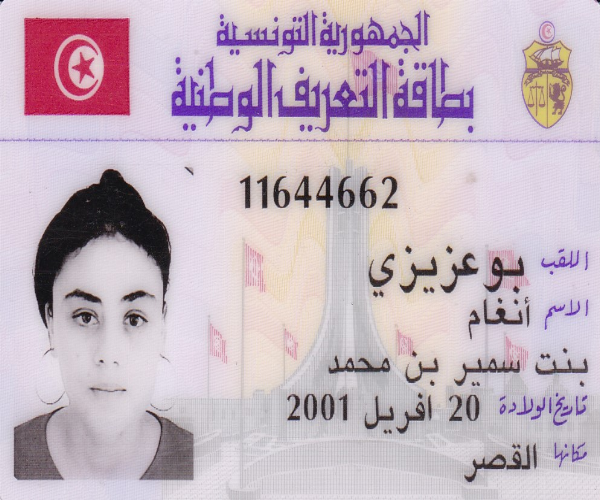 الجمهورية التونسية
بطاقة التعريف الوطنية
11644662
اللقب بوعزيزي
الاسم أنغام
بنت سمير بن محمد
تاريخ الولادة 20 افريل 2001
مكانها القصر